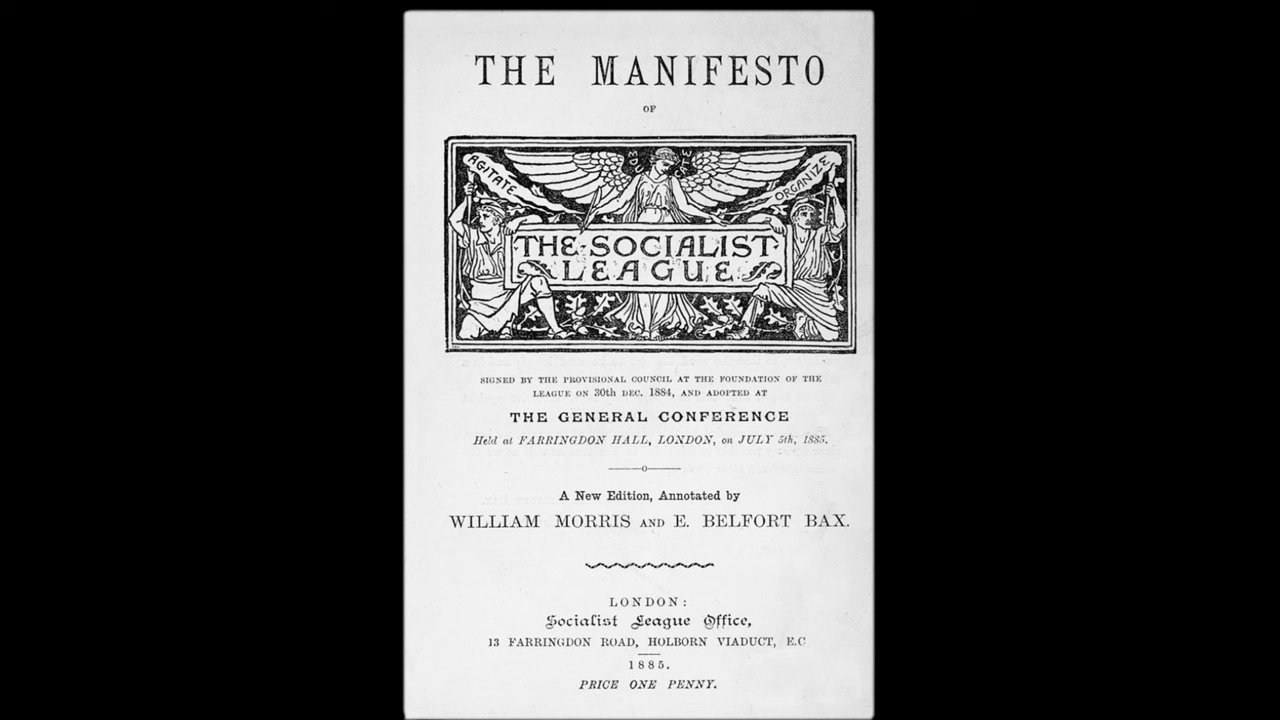 THE MANIFESTO
OF
AGITATE
EDUCATE
ORGANIZE
THE·SOCIALIST
LEAGUE
SIGNED BY THE PROVISIONAL COUNCIL AT THE FOUNDATION OF THE
LEAGUE ON 30th DEC. 1884, AND ADOPTED AT
THE GENERAL CONFERENCE
Held at FARRINGDON HALL, LONDON, on JULY 5th, 1885.
A New Edition, Annotated by
WILLIAM MORRIS AND E. BELFORT BAX.
LONDON:
Socialist League Office,
13 FARRINGDON ROAD, HOLBORN VIADUCT, E.C
1885.
PRICE ONE PENNY.